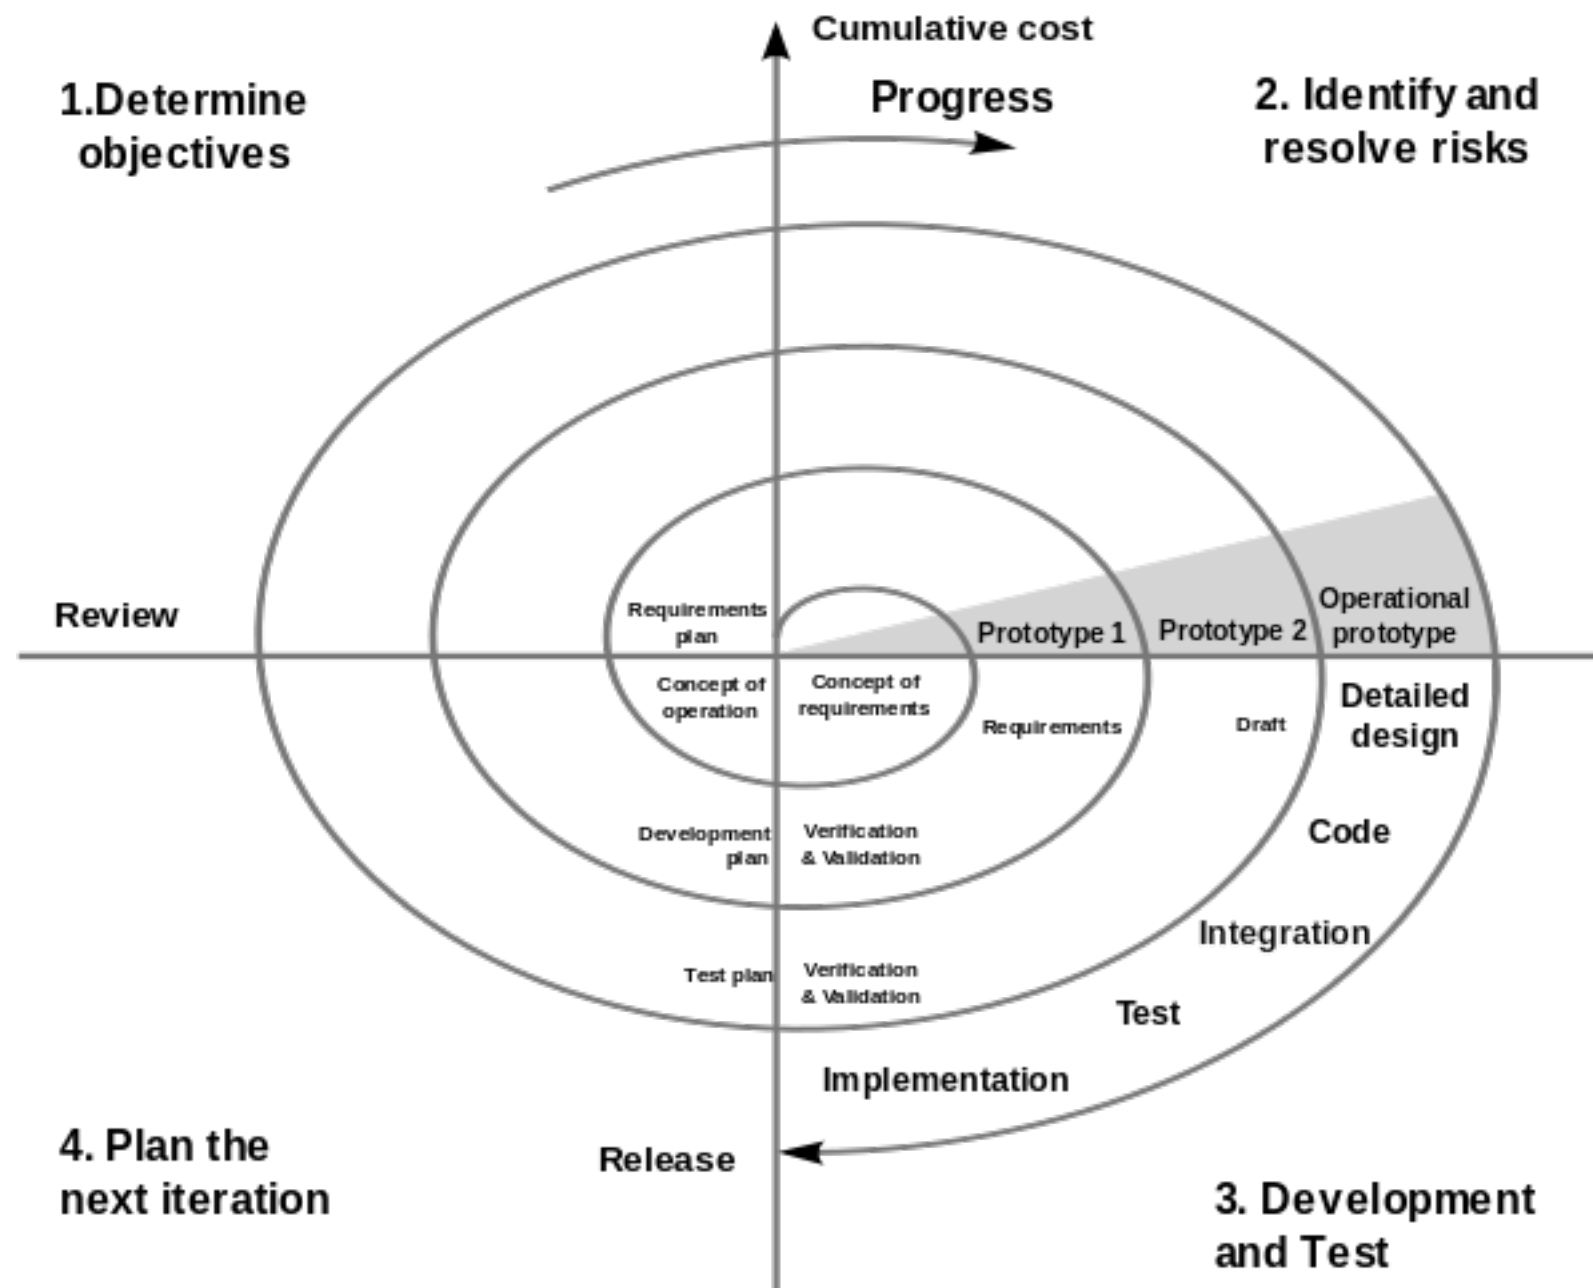 Cumulative cost
Progress
1.Determine
objectives
2. Identify and
resolve risks
Review
Requirements
plan
Prototype 1
Prototype 2
Operational
prototype
Concept of
operation
Concept of
requirements
Requirements
Draft
Detailed
design
Development
plan
Verification
& Validation
Code
Integration
Test plan
Verification
& Validation
Test
Implementation
Release
4. Plan the
next iteration
3. Development
and Test